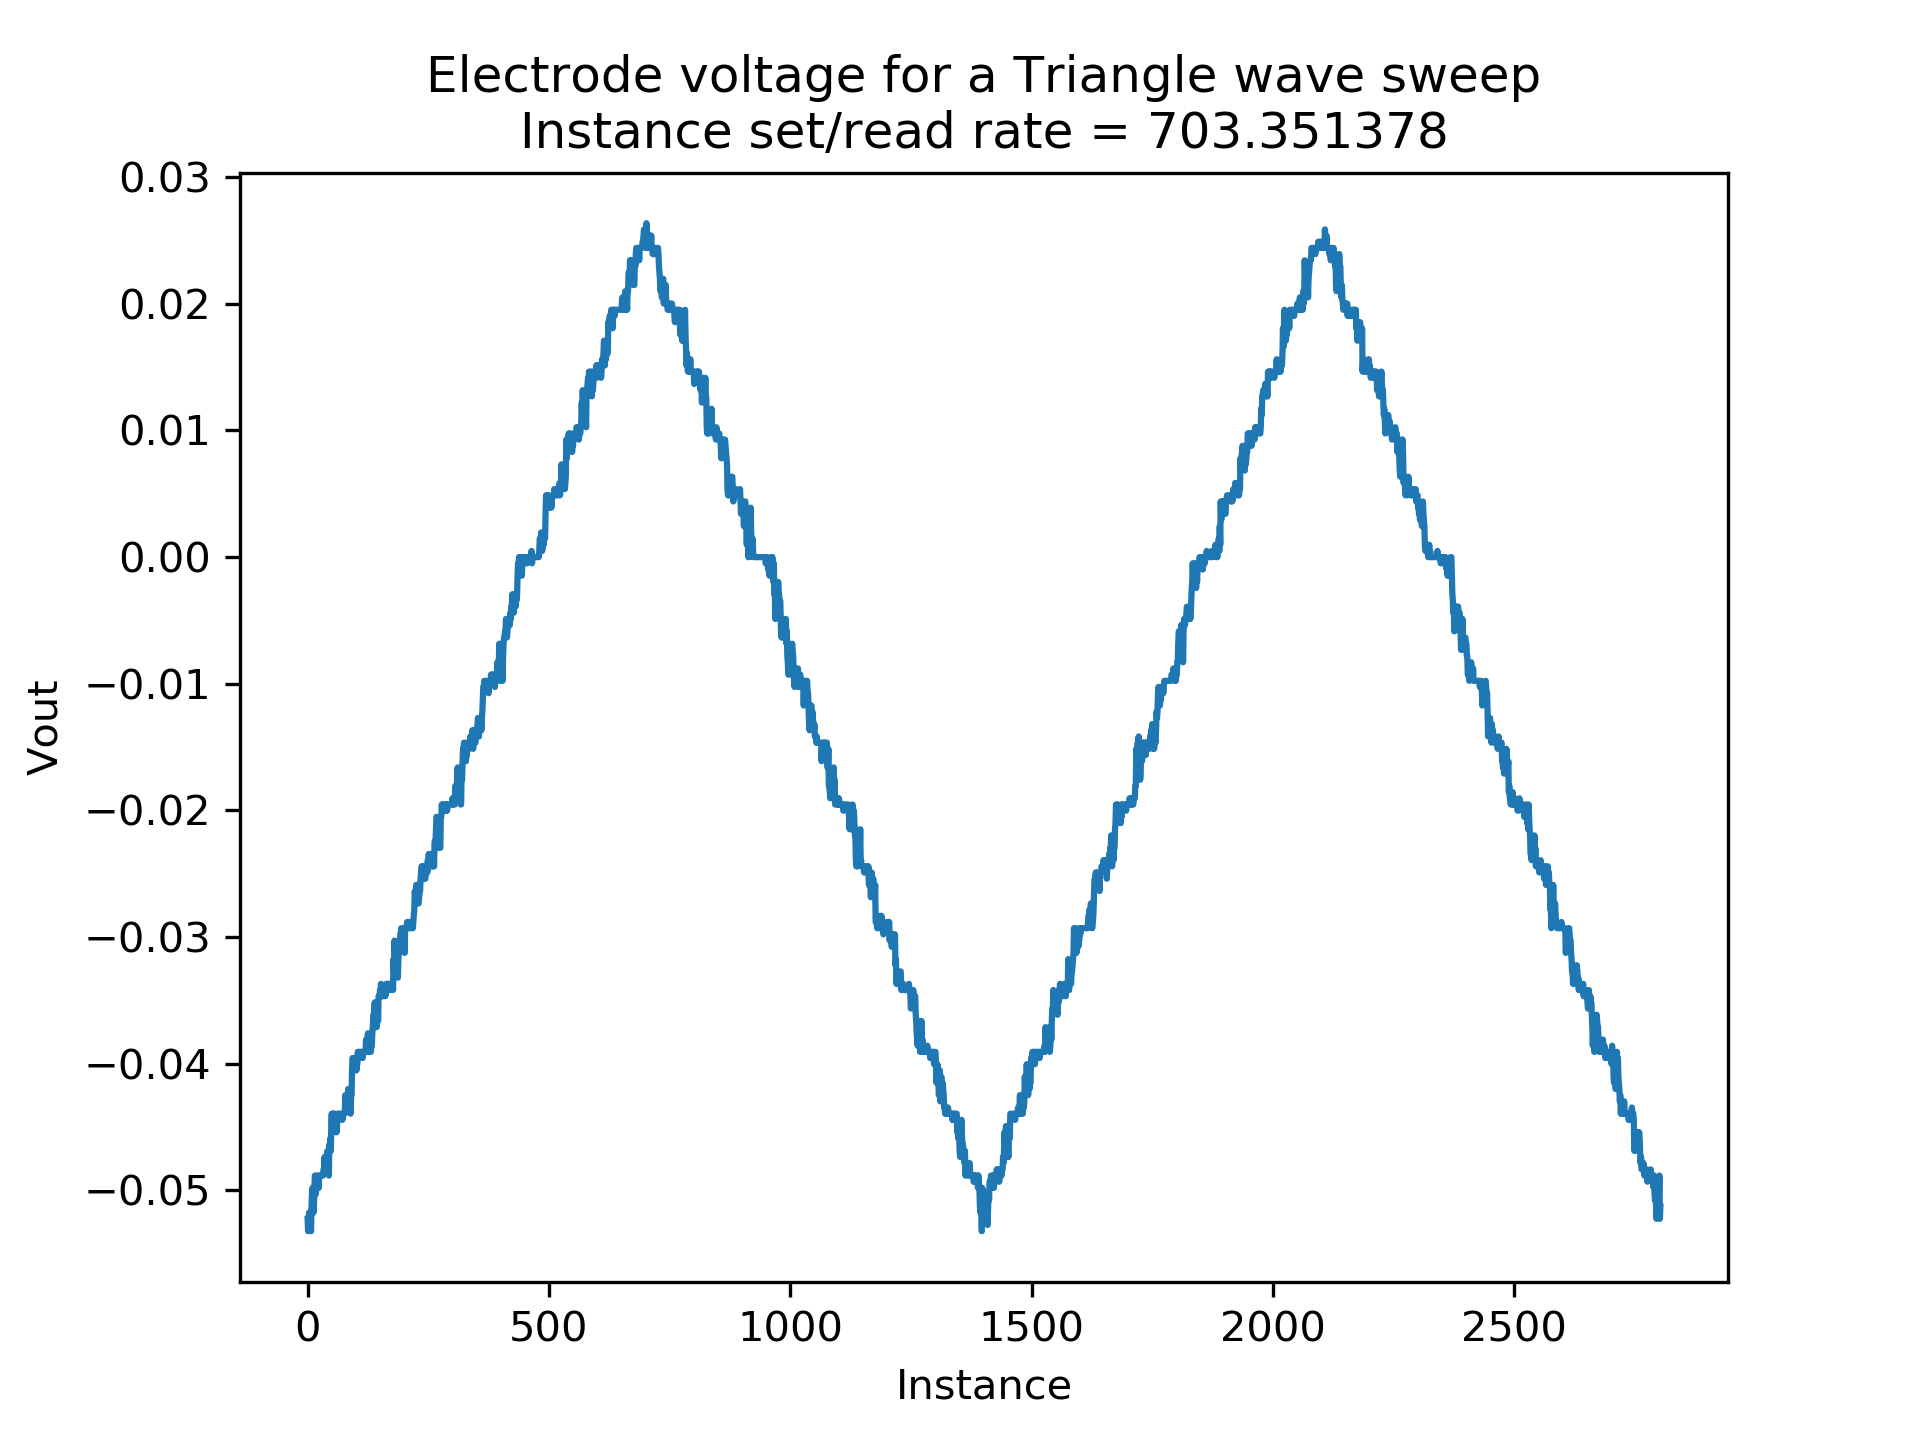 Electrode voltage for a Triangle wave sweep
Instance set/read rate = 703.351378
0.03
0.02
0.01
0.00
−0.01
−0.02
−0.03
−0.04
−0.05
Vout
0 500 1000 1500 2000 2500
Instance